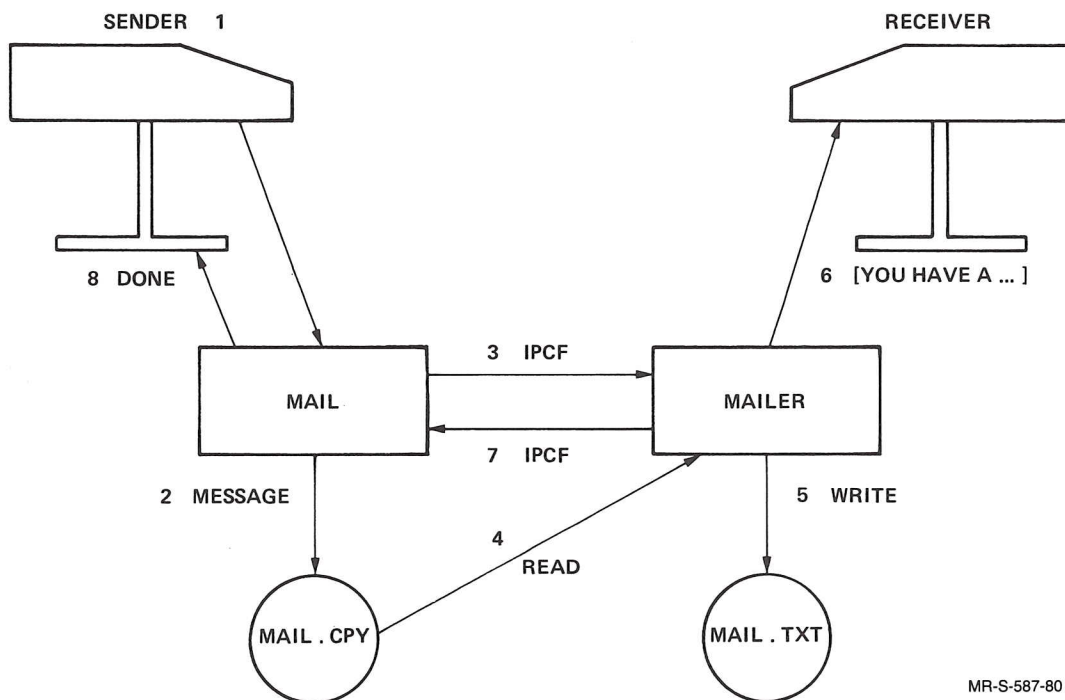 SENDER 1
RECEIVER
8 DONE
6 [YOU HAVE A ... ]
3 IPCF
MAIL
MAILER
7 IPCF
2 MESSAGE
5 WRITE
4
READ
MAIL . CPY
MAIL . TXT
MR-S-587-80